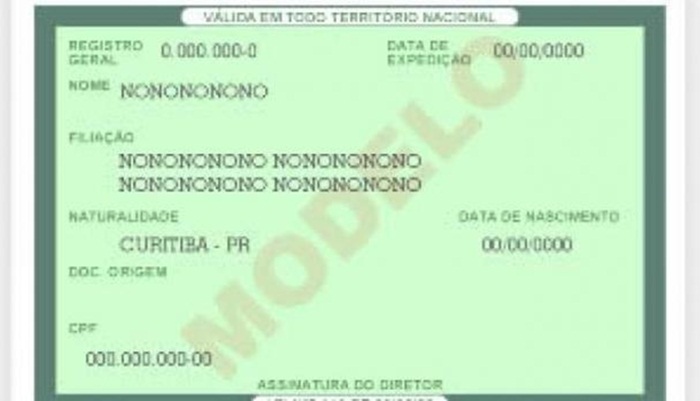 VÁLIDA EM TODO TERRITÓRIO NACIONAL
REGISTRO GERAL 0.000.000-0 DATA DE EXPEDIÇÃO 00/00/0000
NOME NONONONONO
FILIAÇÃO
NONONONONO NONONONONO
NONONONONO NONONONONO
NATURALIDADE DATA DE NASCIMENTO
CURITIBA - PR 00/00/0000
DOC. ORIGEM
CPF
000.000.000-00
ASSINATURA DO DIRETOR
MODELO